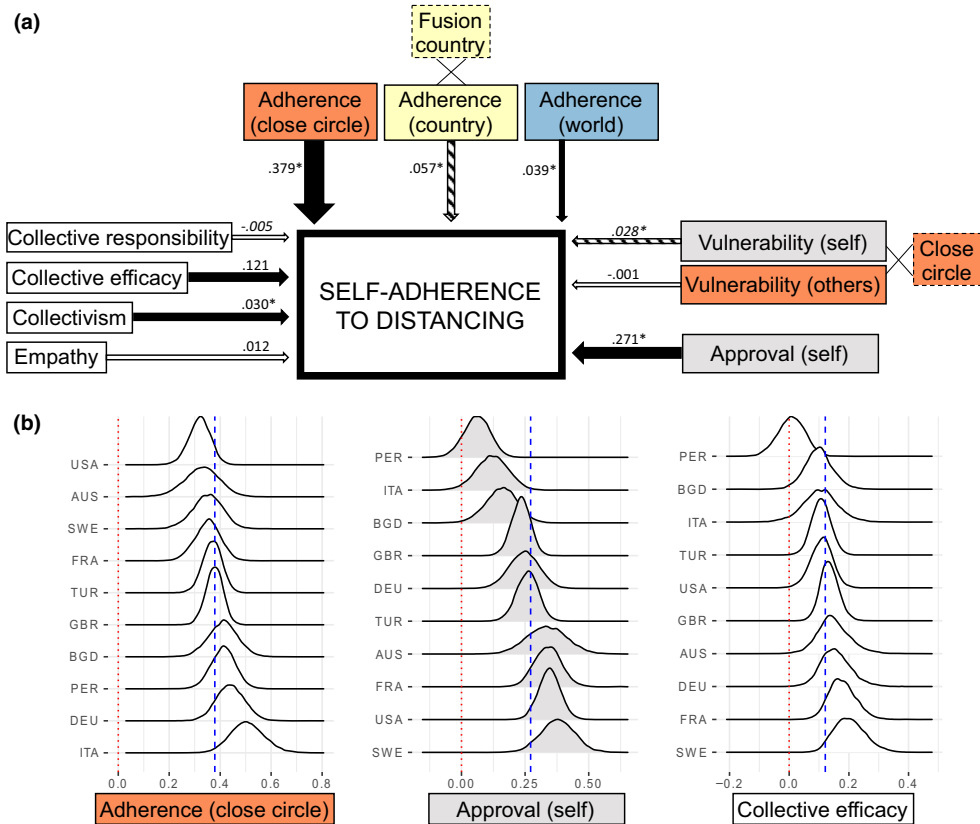 (a)
Fusion
country
Adherence
(close circle)
Adherence
(country)
Adherence
(world)
.379*
.057*
.039*
Collective responsibility
-.005
Collective efficacy
.121
Collectivism
.030*
Empathy
.012
SELF-ADHERENCE
TO DISTANCING
.028*
Vulnerability (self)
-.001
Vulnerability (others)
Close
circle
.271*
Approval (self)
(b)
USA
AUS
SWE
FRA
TUR
GBR
BGD
PER
DEU
ITA
0.0 0.2 0.4 0.6 0.8
Adherence (close circle)
PER
ITA
BGD
GBR
DEU
TUR
AUS
FRA
USA
SWE
0.00 0.25 0.50
Approval (self)
PER
BGD
ITA
TUR
USA
GBR
AUS
DEU
FRA
SWE
−0.2 0.0 0.2 0.4
Collective efficacy